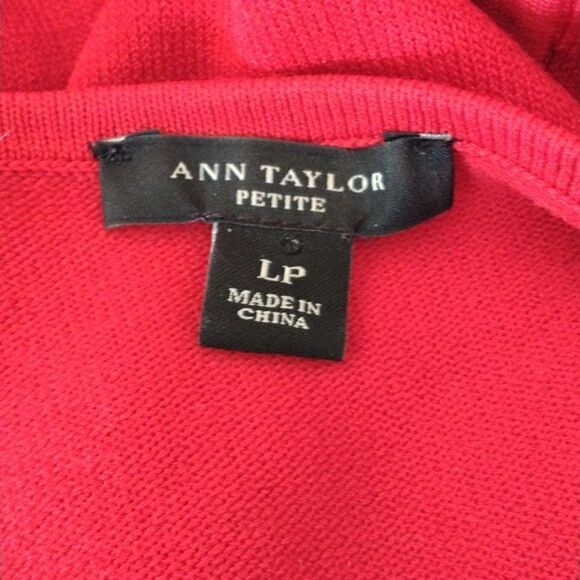 ANN TAYLOR
PETITE
LP
MADE IN
CHINA